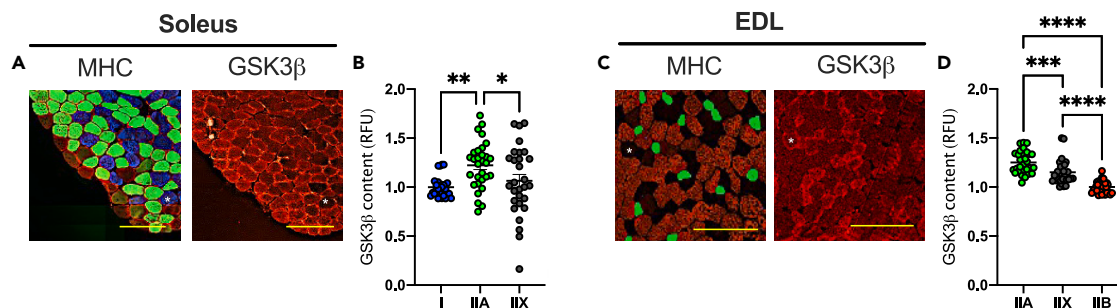 Soleus
EDL
A
MHC
GSK3β
B
** *
GSK3β content (RFU)
2.0
1.5
1.0
0.5
0.0
I IIA IIX
*
*
C
MHC
GSK3β
D
****
***
****
GSK3β content (RFU)
2.0
1.5
1.0
0.5
0.0
IIA IIX IIB
*
*